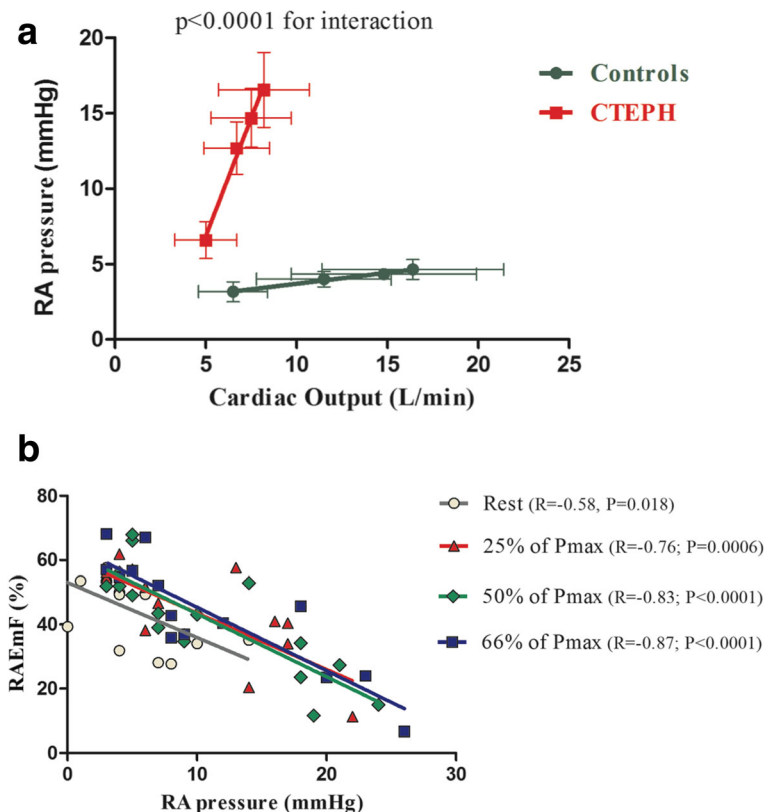 a
p<0.0001 for interaction
20
15
10
5
0
RA pressure (mmHg)
0 5 10 15 20 25
Cardiac Output (L/min)
Controls
CTEPH
b
80
60
40
20
0
RAEmF (%)
0 10 20 30
RA pressure (mmHg)
Rest (R=-0.58, P=0.018)
25% of Pmax (R=-0.76; P=0.0006)
50% of Pmax (R=-0.83; P<0.0001)
66% of Pmax (R=-0.87; P<0.0001)